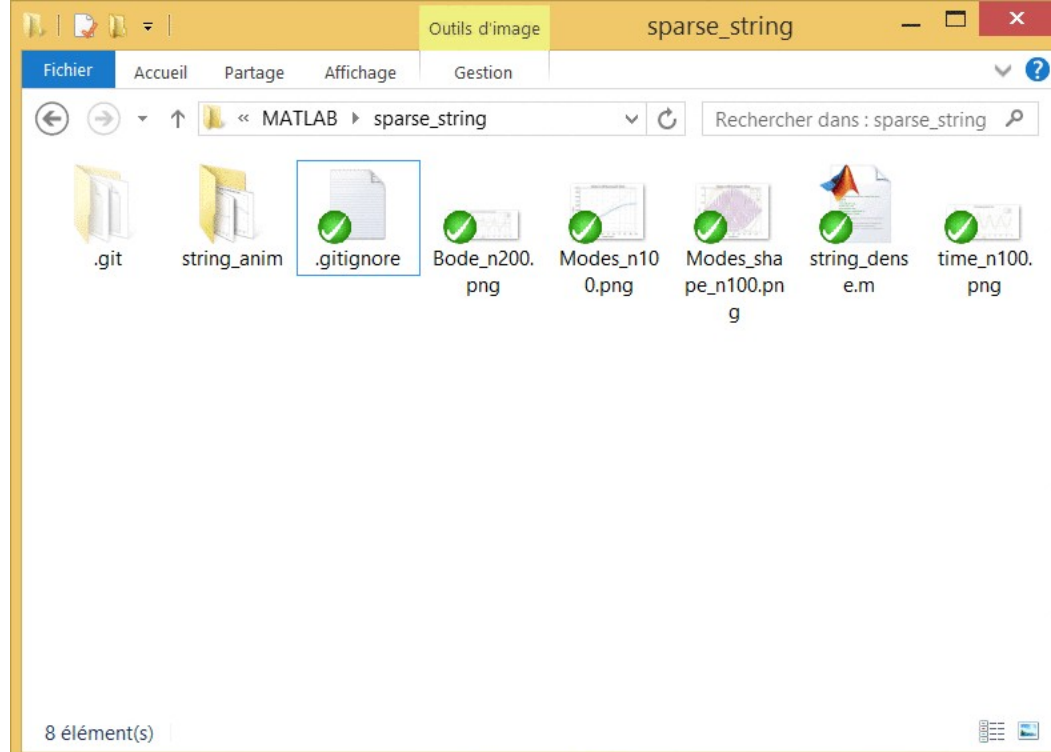 Outils d'image
sparse_string
Fichier Accueil Partage Affichage Gestion
« MATLAB sparse_string
Rechercher dans : sparse_string
.git
string_anim
.gitignore
Bode_n200.
png
Modes_n10
0.png
Modes_sha
pe_n100.pn
g
string_dens
e.m
time_n100.
png
8 élément(s)